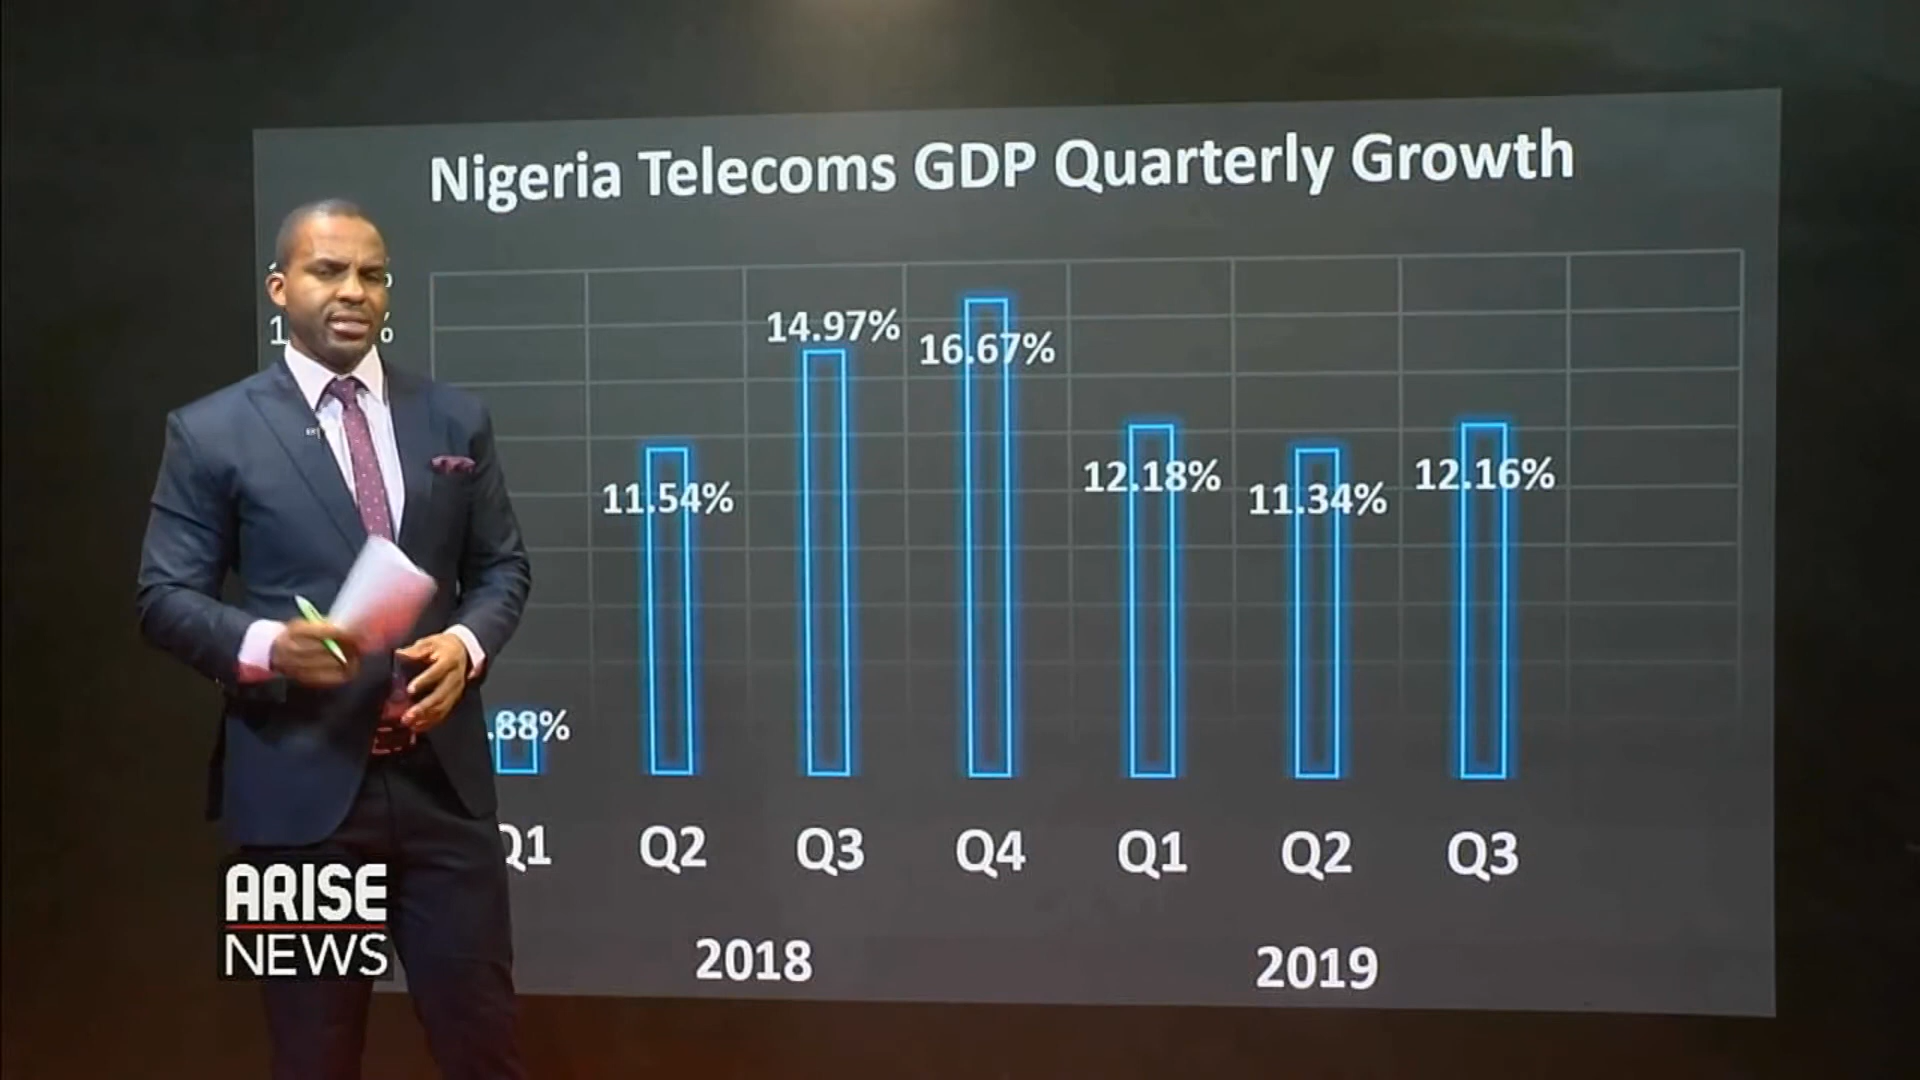 Nigeria Telecoms GDP Quarterly Growth
14.97%
16.67%
12.18%
12.16%
11.54%
11.34%
.88%
Q1 Q2 Q3 Q4 Q1 Q2 Q3
2018 2019
ARISE
NEWS